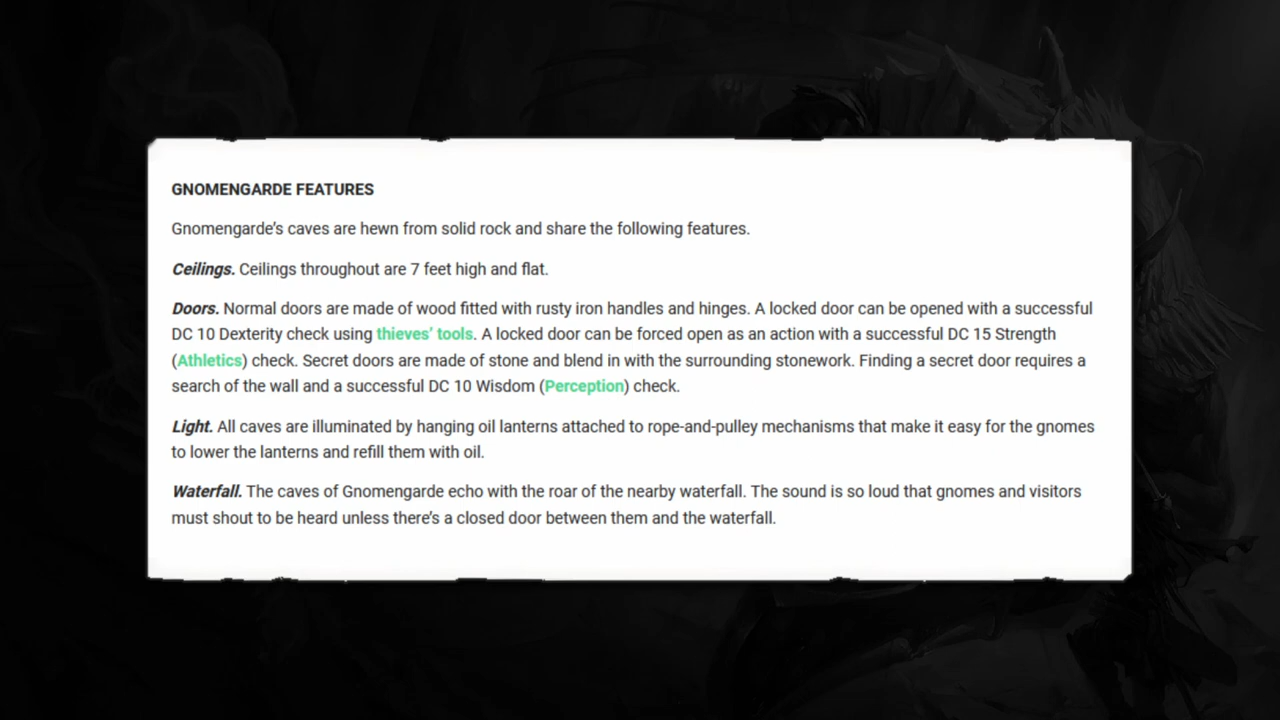 GNOMENGARDE FEATURES
Gnomengarde’s caves are hewn from solid rock and share the following features.
Ceilings. Ceilings throughout are 7 feet high and flat.
Doors. Normal doors are made of wood fitted with rusty iron handles and hinges. A locked door can be opened with a successful
DC 10 Dexterity check using thieves’ tools. A locked door can be forced open as an action with a successful DC 15 Strength
(Athletics) check. Secret doors are made of stone and blend in with the surrounding stonework. Finding a secret door requires a
search of the wall and a successful DC 10 Wisdom (Perception) check.
Light. All caves are illuminated by hanging oil lanterns attached to rope-and-pulley mechanisms that make it easy for the gnomes
to lower the lanterns and refill them with oil.
Waterfall. The caves of Gnomengarde echo with the roar of the nearby waterfall. The sound is so loud that gnomes and visitors
must shout to be heard unless there’s a closed door between them and the waterfall.